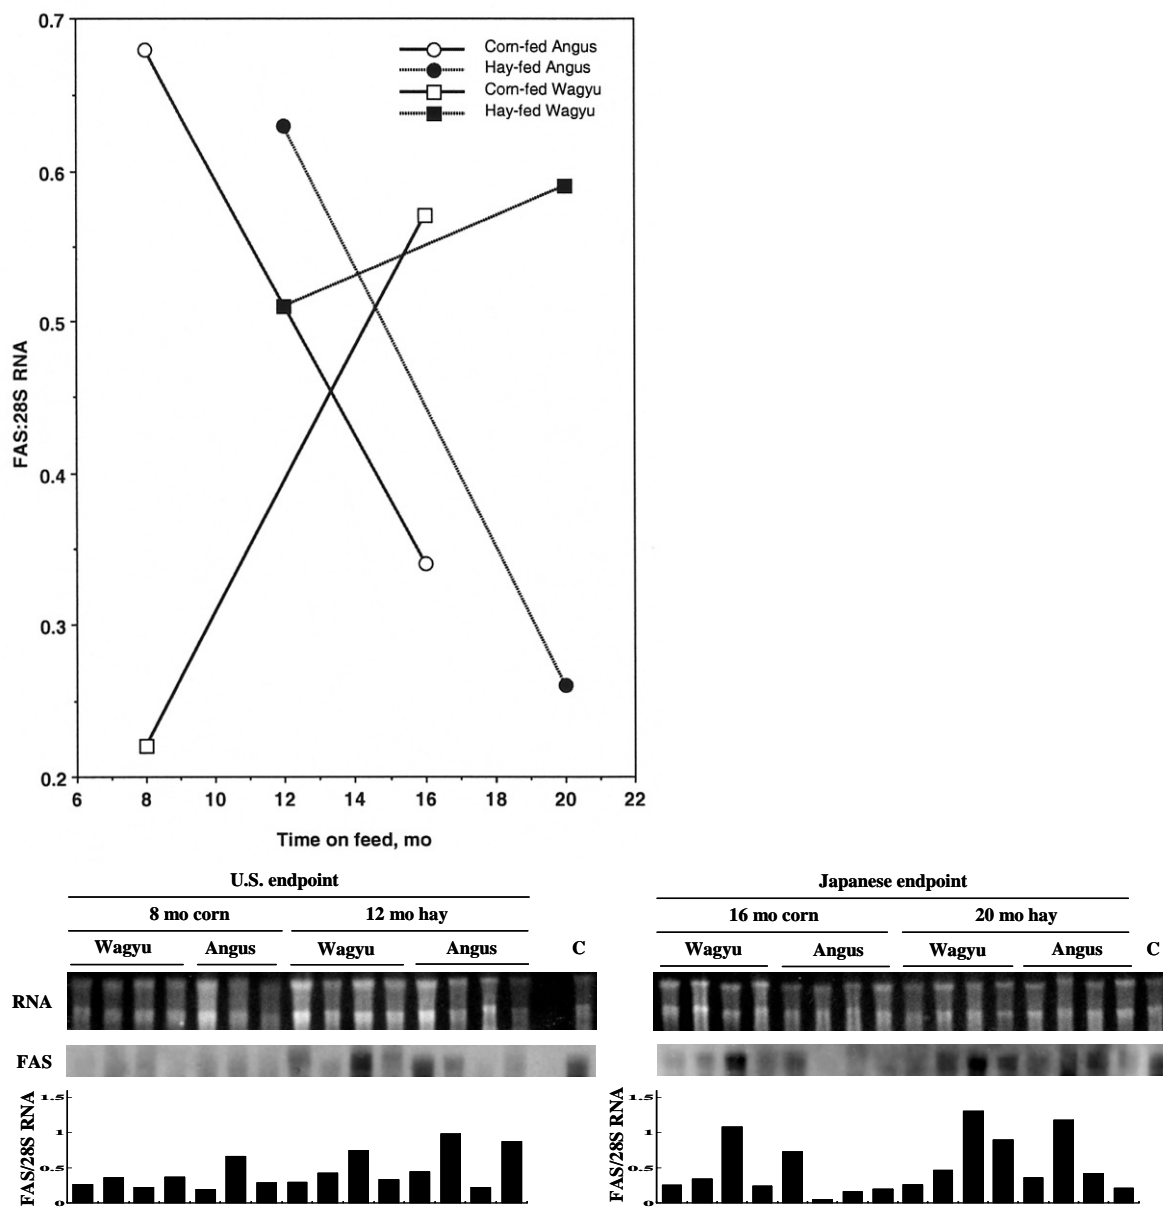 0.7
0.6
0.5
0.4
0.3
0.2
FAS:28S RNA
Corn-fed Angus
Hay-fed Angus
Corn-fed Wagyu
Hay-fed Wagyu
6 8 10 12 14 16 18 20 22
Time on feed, mo
U.S. endpoint
8 mo corn 12 mo hay
Wagyu Angus Wagyu Angus C
RNA
FAS
FAS/28S RNA
1.5
1
0.5
0
Japanese endpoint
16 mo corn 20 mo hay
Wagyu Angus Wagyu Angus C
FAS/28S RNA
1.5
1
0.5
0